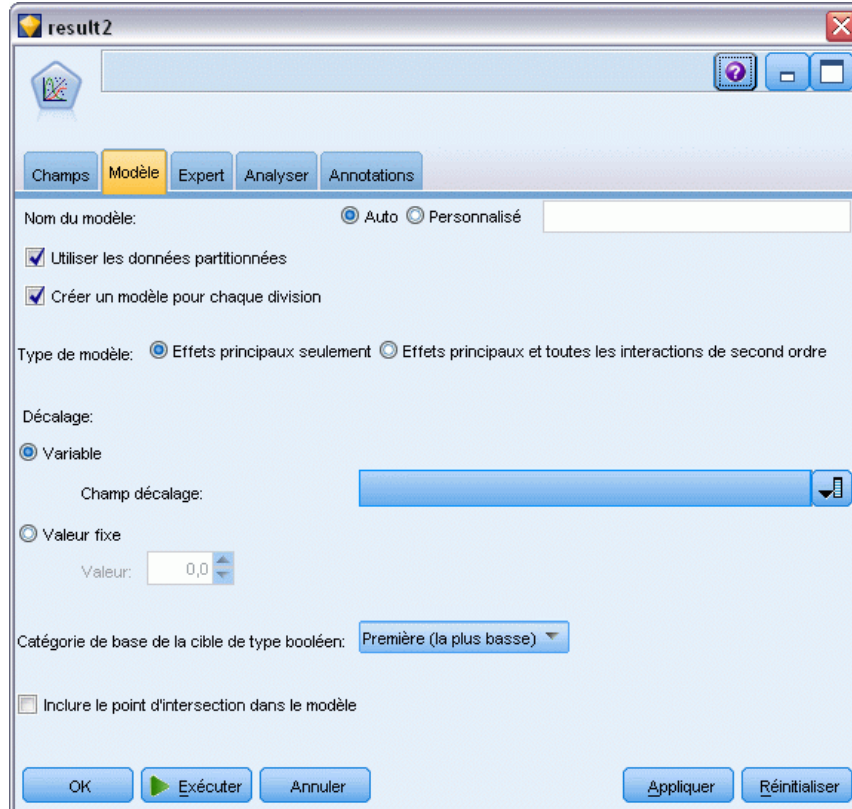 result2
?
Champs Modèle Expert Analyser Annotations
Nom du modèle: Auto Personnalisé
Utiliser les données partitionnées
Créer un modèle pour chaque division
Type de modèle: Effets principaux seulement Effets principaux et toutes les interactions de second ordre
Décalage:
Variable
Champ décalage:
Valeur fixe
Valeur: 0,0
Catégorie de base de la cible de type booléen: Première (la plus basse)
Inclure le point d'intersection dans le modèle
OK Exécuter Annuler Appliquer Réinitialiser